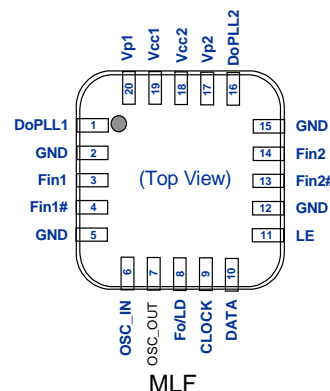 Vp1
Vcc1
Vcc2
Vp2
DoPLL2
20
19
18
17
16
DoPLL1 1
GND 2
Fin1 3
Fin1# 4
GND 5
(Top View)
15 GND
14 Fin2
13 Fin2#
12 GND
11 LE
6
7
8
9
10
OSC_IN
OSC_OUT
Fo/LD
CLOCK
DATA
MLF